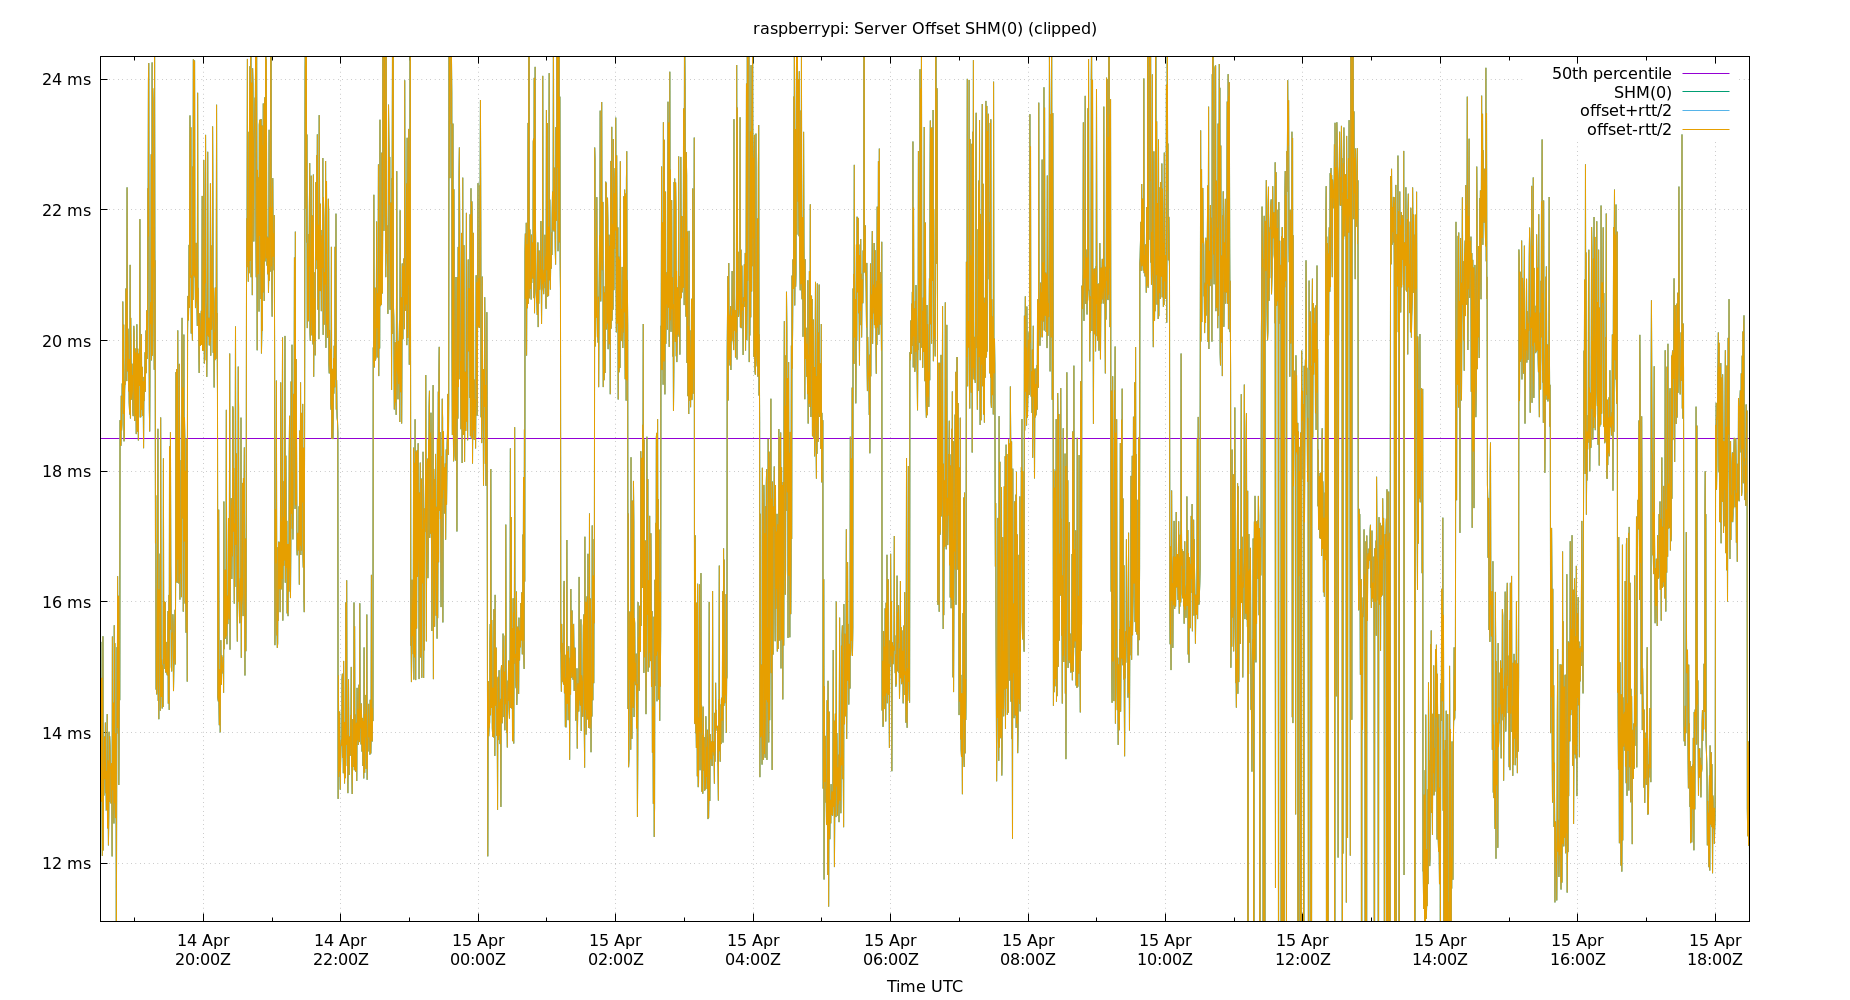 raspberrypi: Server Offset SHM(0) (clipped)
50th percentile
SHM(0)
offset+rtt/2
offset-rtt/2
24 ms
22 ms
20 ms
18 ms
16 ms
14 ms
12 ms
14 Apr 14 Apr 15 Apr 15 Apr 15 Apr 15 Apr 15 Apr 15 Apr 15 Apr 15 Apr 15 Apr 15 Apr
20:00Z 22:00Z 00:00Z 02:00Z 04:00Z 06:00Z 08:00Z 10:00Z 12:00Z 14:00Z 16:00Z 18:00Z
Time UTC